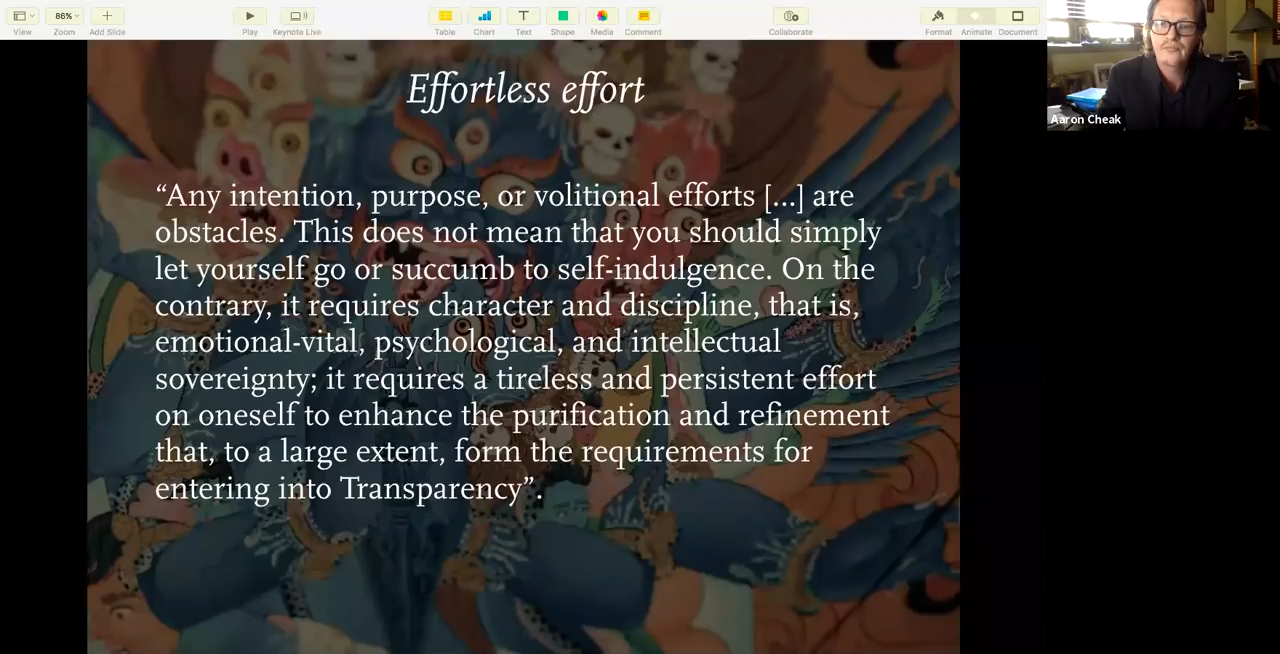 86%
View
Zoom
Add Slide
Play
Keynote Live
Table
Chart
Text
Shape
Media
Comment
Collaborate
Format
Animate
Document
Aaron Cheak
Effortless effort
“Any intention, purpose, or volitional efforts [...] are
obstacles. This does not mean that you should simply
let yourself go or succumb to self-indulgence. On the
contrary, it requires character and discipline, that is,
emotional-vital, psychological, and intellectual
sovereignty; it requires a tireless and persistent effort
on oneself to enhance the purification and refinement
that, to a large extent, form the requirements for
entering into Transparency”.